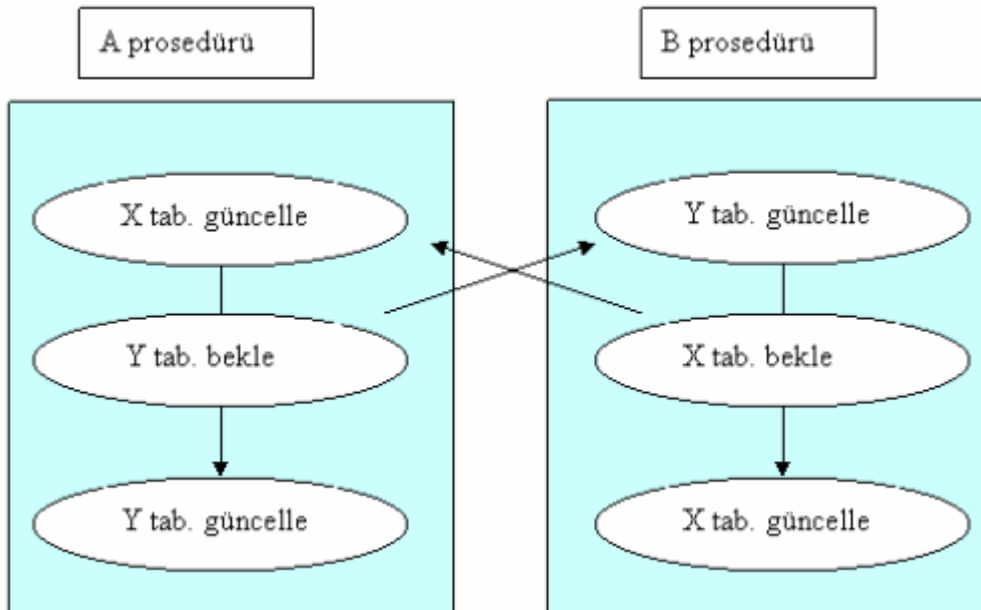 A prosedürü
B prosedürü
X tab. güncelle
Y tab. bekle
Y tab. güncelle
Y tab. güncelle
X tab. bekle
X tab. güncelle